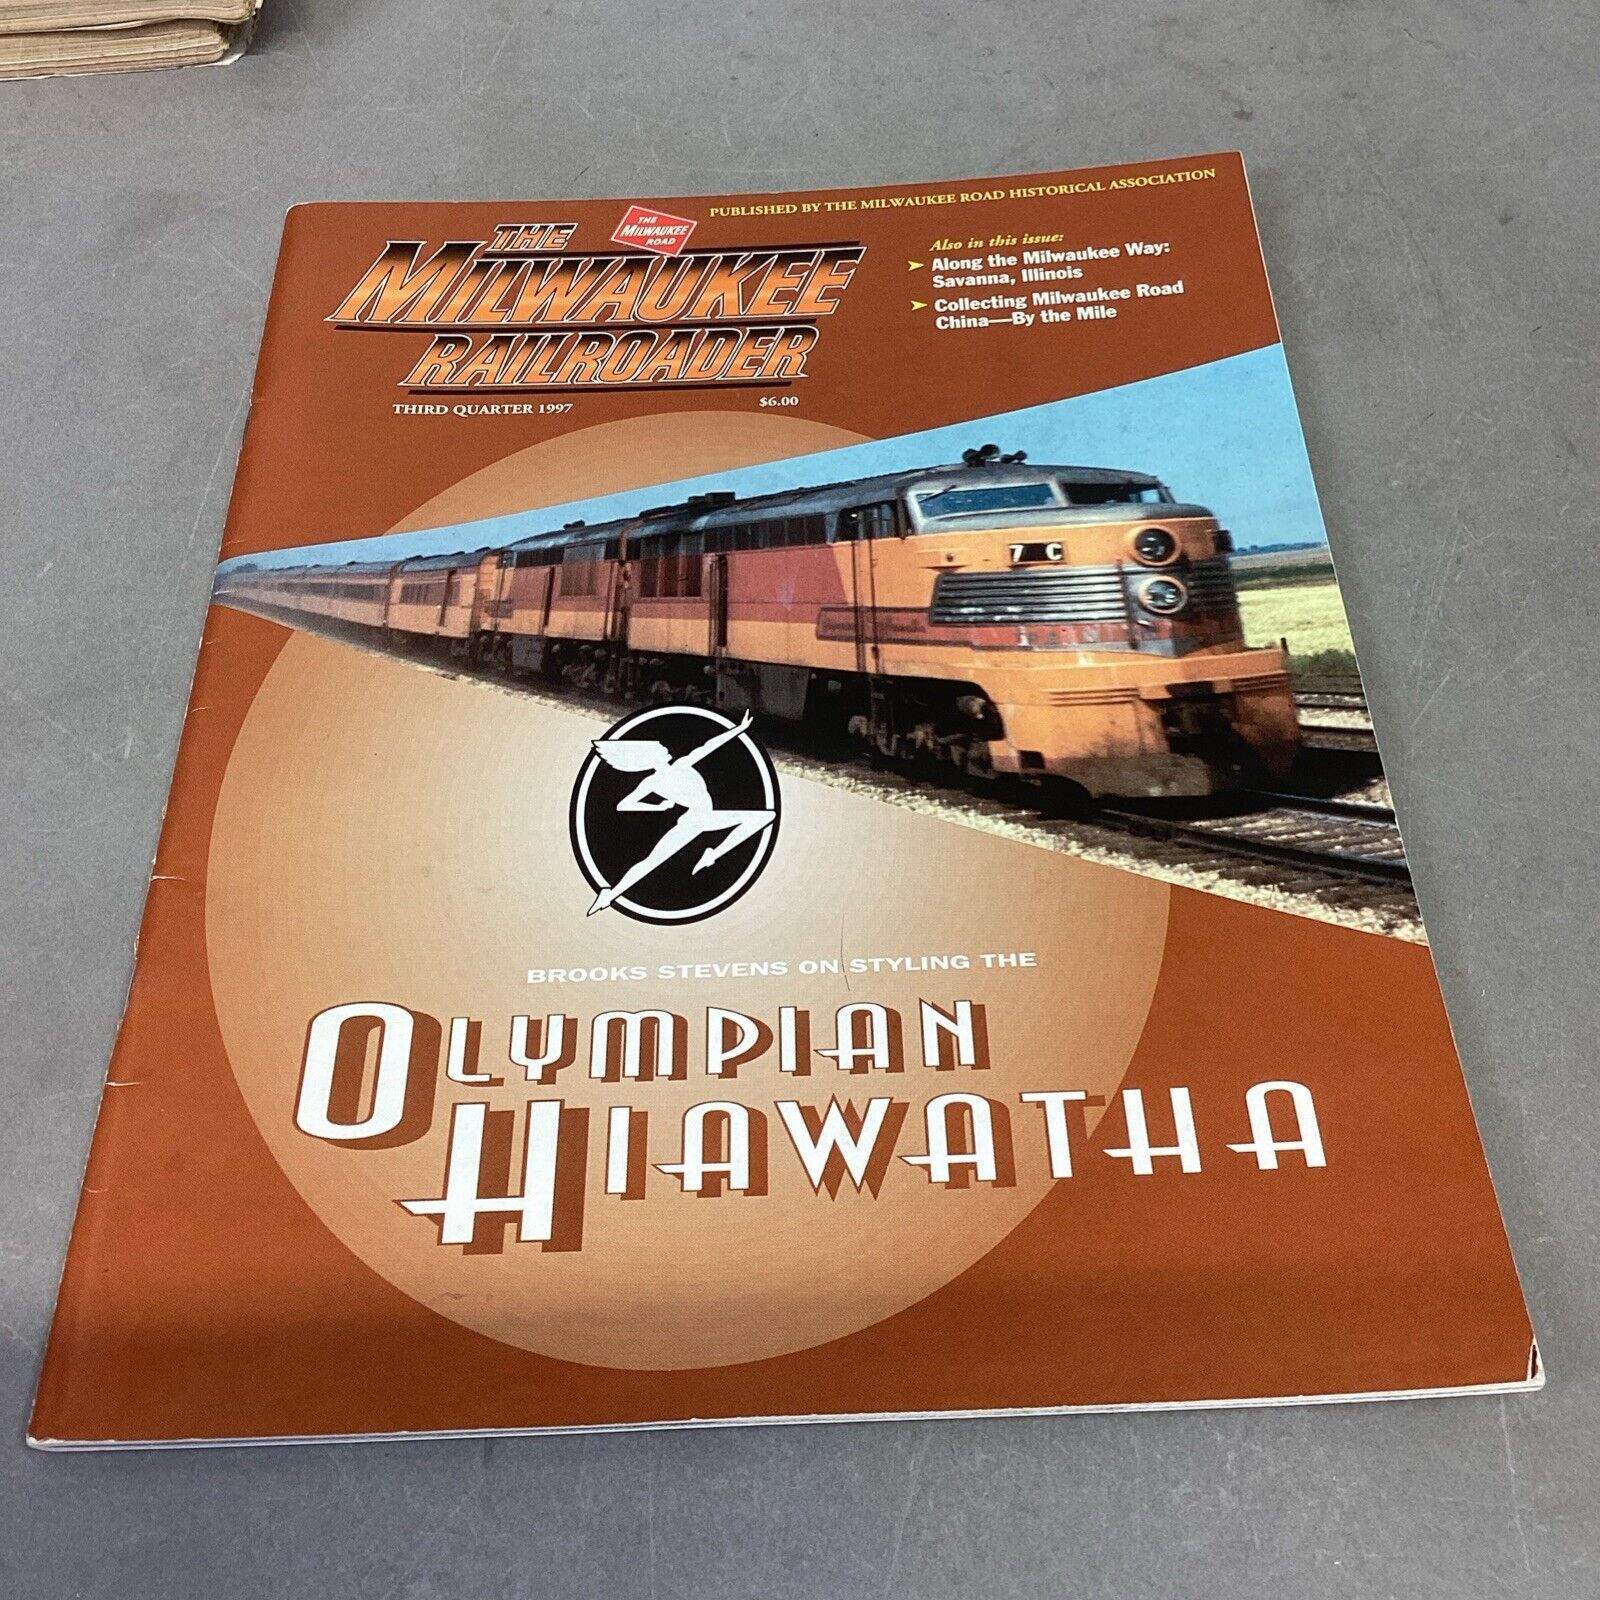 PUBLISHED BY THE MILWAUKEE ROAD HISTORICAL ASSOCIATION
THE
MILWAUKEE
ROAD
THE
MILWAUKEE
RAILROADER
THIRD QUARTER 1997
$6.00
Also in this issue:
➤ Along the Milwaukee Way:
Savanna, Illinois
➤ Collecting Milwaukee Road
China—By the Mile
7 C
BROOKS STEVENS ON STYLING THE
OLYMPIAN
HIAWATHA